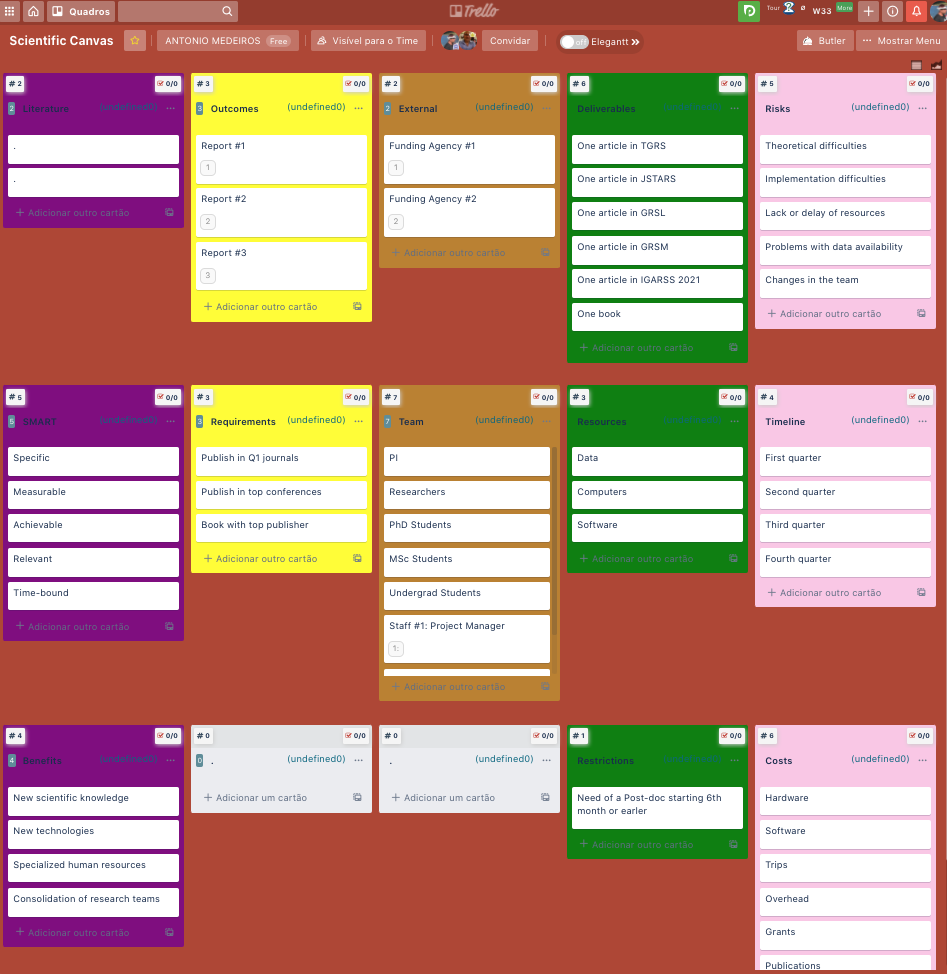 Quadros
Trello
Tour
0
W33
More
Scientific Canvas
ANTONIO MEDEIROS Free
Visível para o Time
Convidar
off
Elegantt
Butler
Mostrar Menu
# 2
0/0
2 Literature (undefined0) ...
.
.
+ Adicionar outro cartão
# 3
0/0
3 Outcomes (undefined0) ...
Report #1
1
Report #2
2
Report #3
3
+ Adicionar outro cartão
# 2
0/0
2 External (undefined0) ...
Funding Agency #1
1
Funding Agency #2
2
+ Adicionar outro cartão
# 6
0/0
Deliverables (undefined0) ...
One article in TGRS
One article in JSTARS
One article in GRSL
One article in GRSM
One article in IGARSS 2021
One book
+ Adicionar outro cartão
# 5
0/0
Risks (undefined0) ...
Theoretical difficulties
Implementation difficulties
Lack or delay of resources
Problems with data availability
Changes in the team
+ Adicionar outro cartão
# 5
0/0
5 SMART (undefined0) ...
Specific
Measurable
Achievable
Relevant
Time-bound
+ Adicionar outro cartão
# 3
0/0
3 Requirements (undefined0) ...
Publish in Q1 journals
Publish in top conferences
Book with top publisher
+ Adicionar outro cartão
# 7
0/0
7 Team (undefined0) ...
PI
Researchers
PhD Students
MSc Students
Undergrad Students
Staff #1: Project Manager
1:
+ Adicionar outro cartão
# 3
0/0
Resources (undefined0) ...
Data
Computers
Software
+ Adicionar outro cartão
# 4
0/0
Timeline (undefined0) ...
First quarter
Second quarter
Third quarter
Fourth quarter
+ Adicionar outro cartão
# 4
0/0
4 Benefits (undefined0) ...
New scientific knowledge
New technologies
Specialized human resources
Consolidation of research teams
+ Adicionar outro cartão
# 0
0/0
0 . (undefined0) ...
+ Adicionar um cartão
# 0
0/0
. (undefined0) ...
+ Adicionar um cartão
# 1
0/0
Restrictions (undefined0) ...
Need of a Post-doc starting 6th
month or earler
+ Adicionar outro cartão
# 6
0/0
Costs (undefined0) ...
Hardware
Software
Trips
Overhead
Grants
Publications